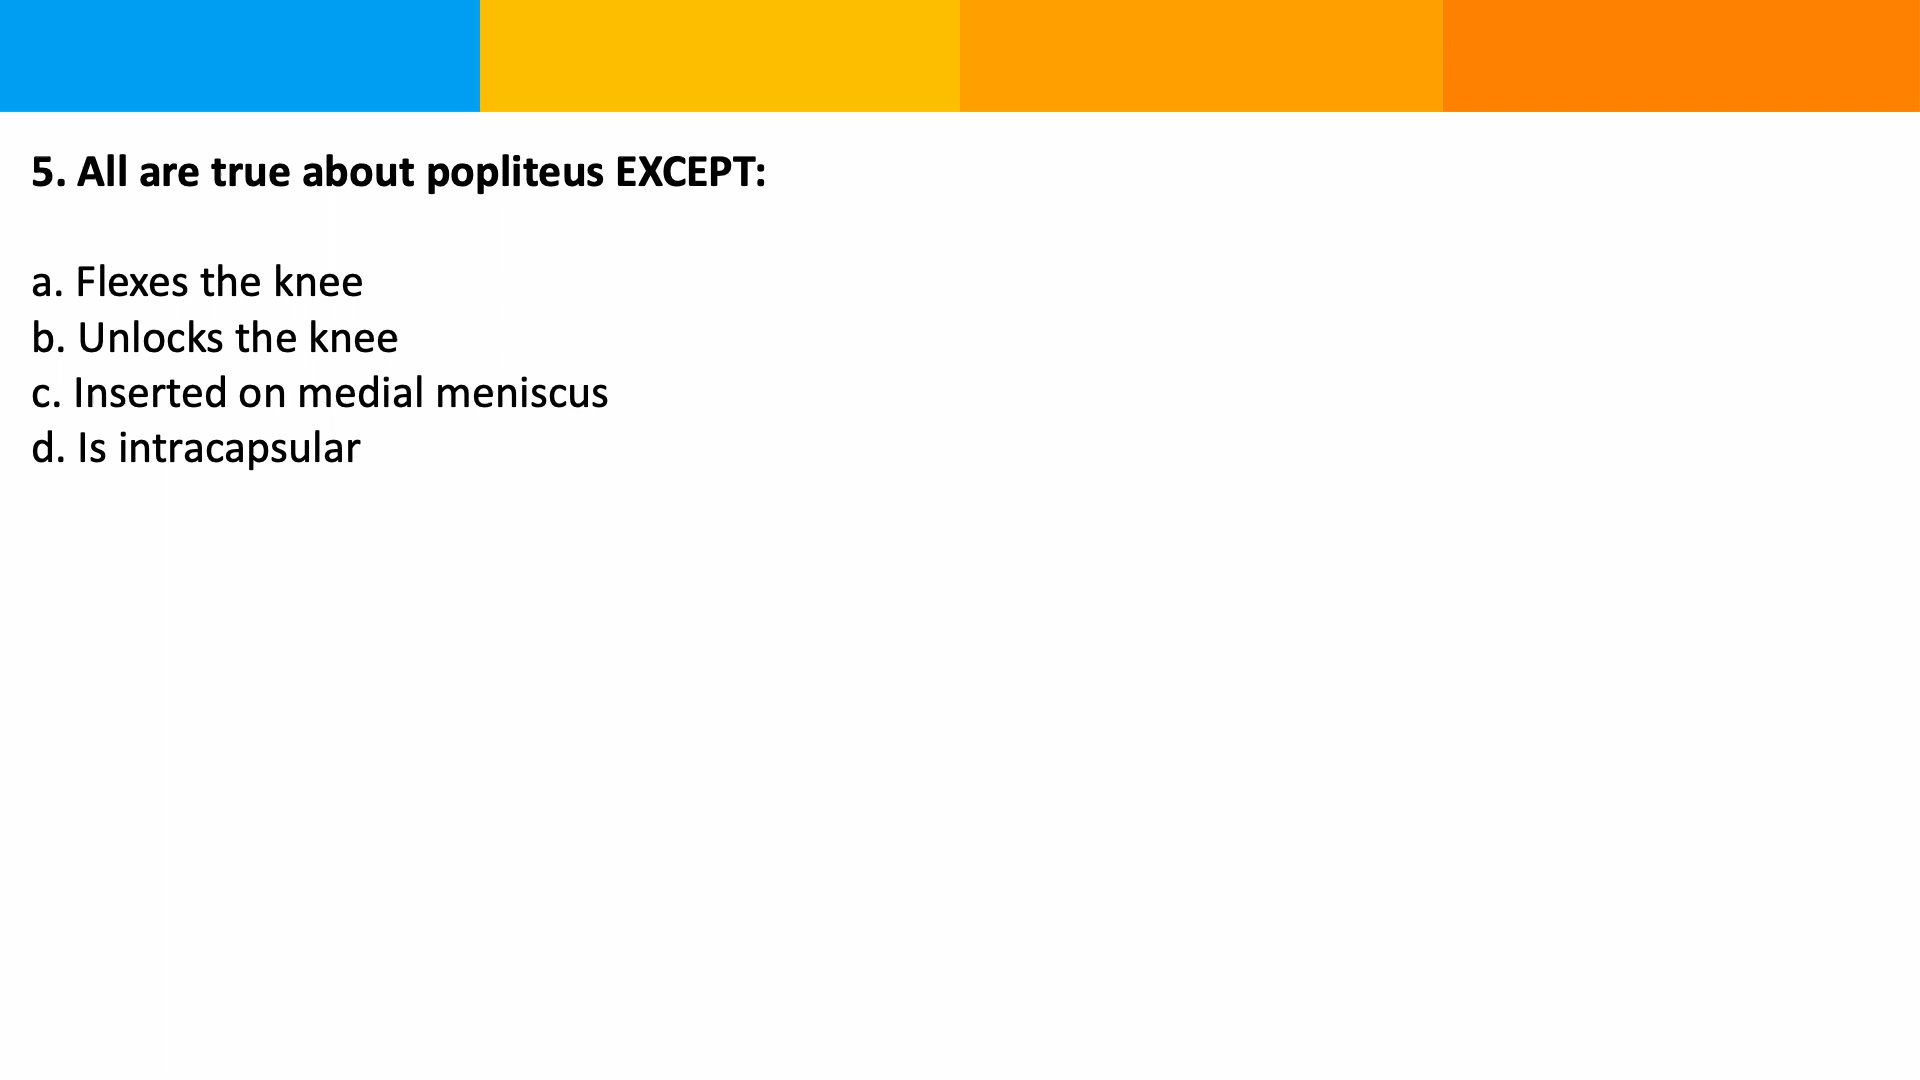 5. All are true about popliteus EXCEPT:
a. Flexes the knee
b. Unlocks the knee
c. Inserted on medial meniscus
d. Is intracapsular